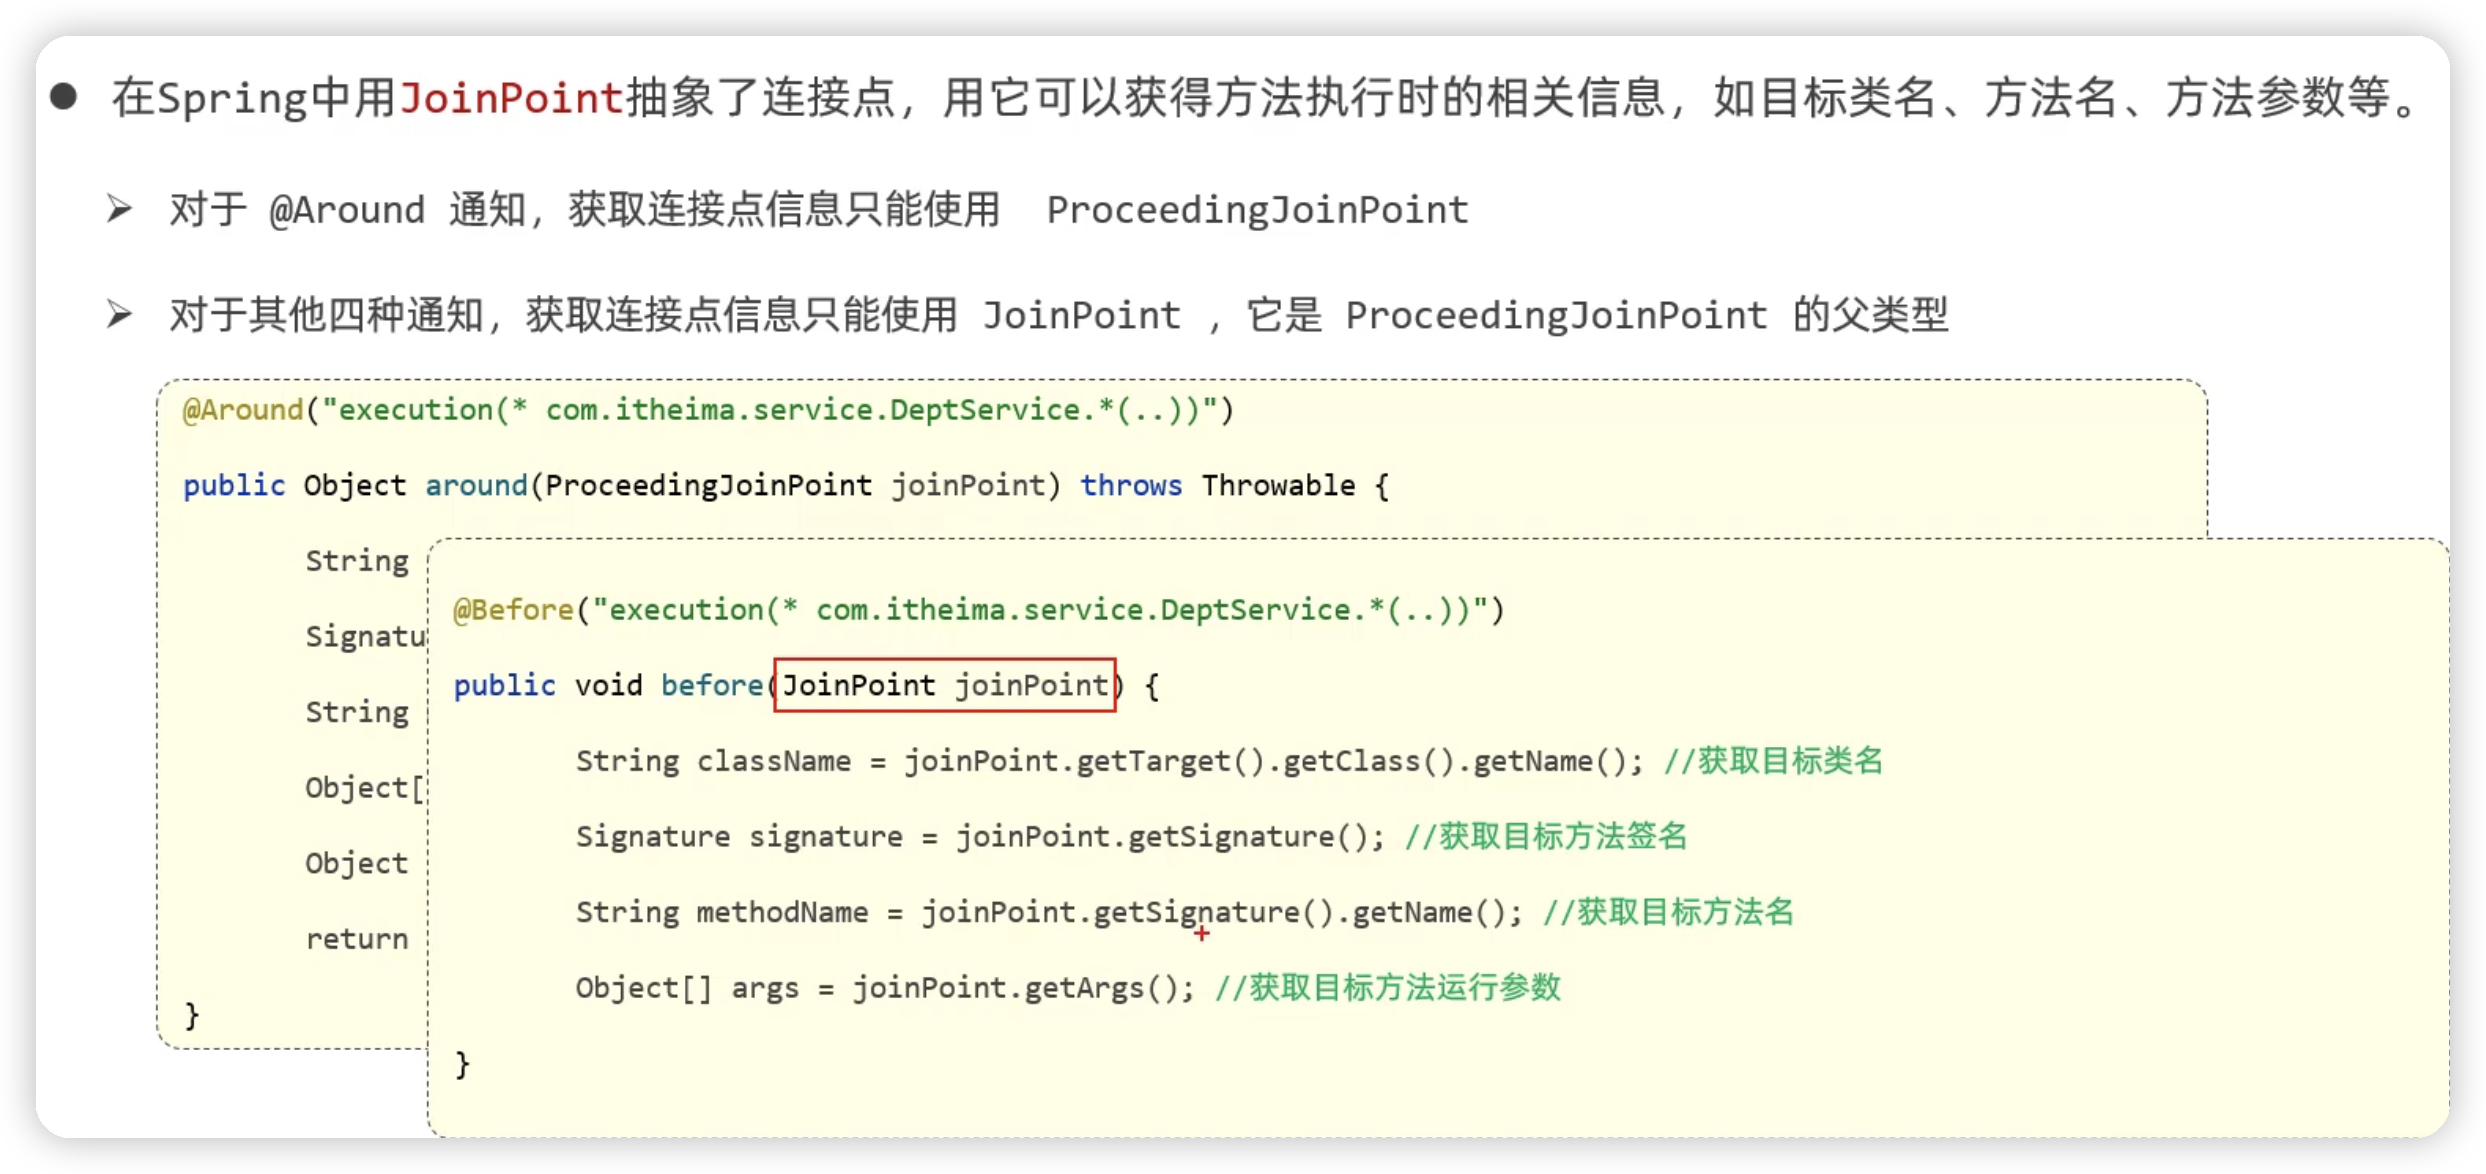 ● 在Spring中用JoinPoint抽象了连接点，用它可以获得方法执行时的相关信息，如目标类名、方法名、方法参数等。
➢ 对于 @Around 通知，获取连接点信息只能使用 ProceedingJoinPoint
➢ 对于其他四种通知，获取连接点信息只能使用 JoinPoint ，它是 ProceedingJoinPoint 的父类型
@Around("execution(* com.itheima.service.DeptService.*(..))")
public Object around(ProceedingJoinPoint joinPoint) throws Throwable {
String
Signatu
String
Object[
Object
return
}
@Before("execution(* com.itheima.service.DeptService.*(..))")
public void before(JoinPoint joinPoint) {
String className = joinPoint.getTarget().getClass().getName(); //获取目标类名
Signature signature = joinPoint.getSignature(); //获取目标方法签名
String methodName = joinPoint.getSignature().getName(); //获取目标方法名
Object[] args = joinPoint.getArgs(); //获取目标方法运行参数
}